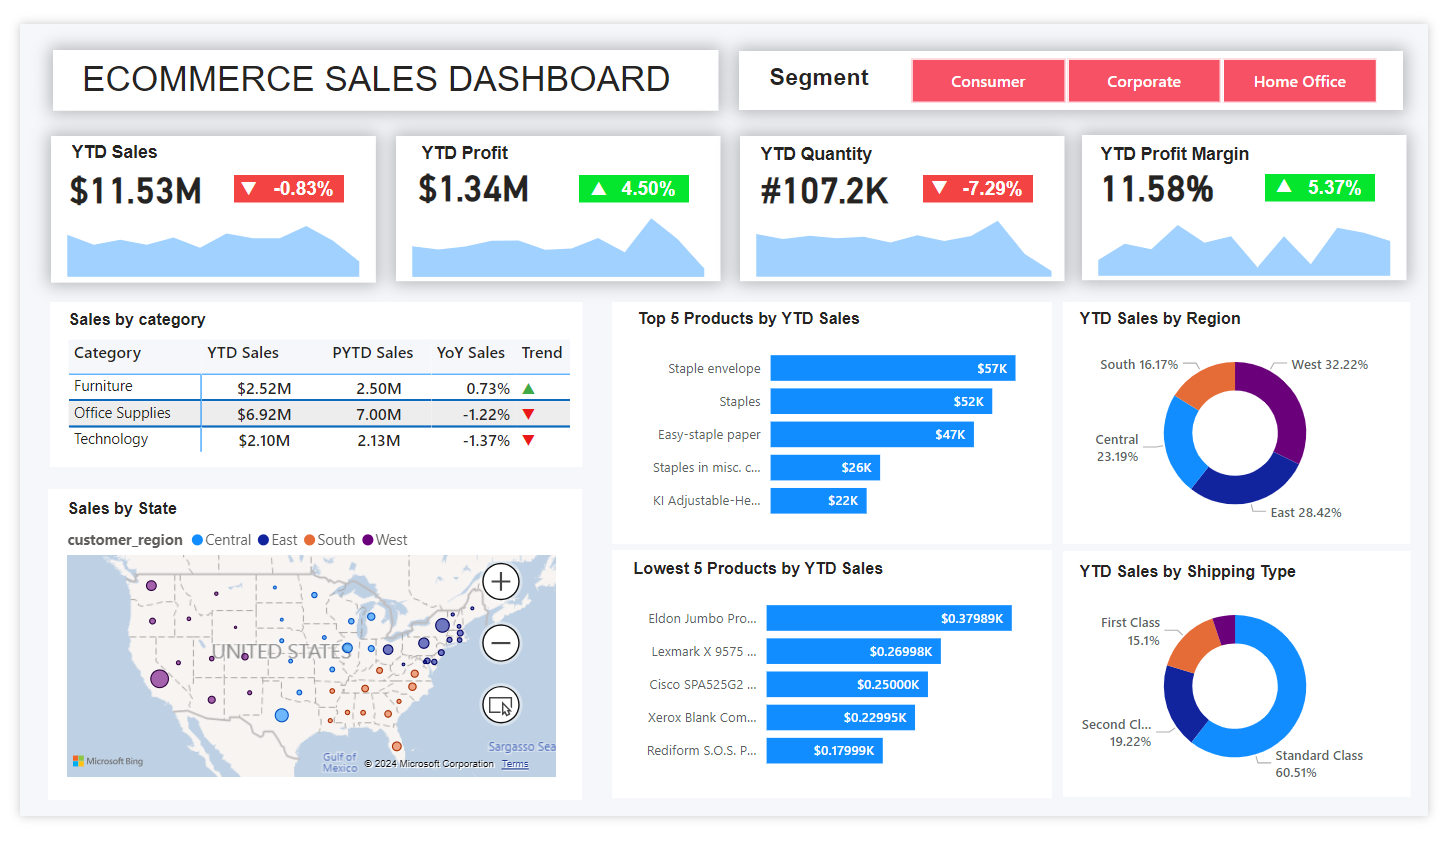 ECOMMERCE SALES DASHBOARD
Segment
Consumer
Corporate
Home Office
YTD Sales
$11.53M
▼ -0.83%
YTD Profit
$1.34M
▲ 4.50%
YTD Quantity
#107.2K
▼ -7.29%
YTD Profit Margin
11.58%
▲ 5.37%
Sales by category
Category YTD Sales PYTD Sales YoY Sales Trend
Furniture $2.52M 2.50M 0.73% ▲
Office Supplies $6.92M 7.00M -1.22% ▼
Technology $2.10M 2.13M -1.37% ▼
Sales by State
customer_region Central East South West
UNITED STATES
Gulf of
Mexico
Sargasso Sea
Microsoft Bing
© 2024 Microsoft Corporation Terms
Top 5 Products by YTD Sales
Staple envelope $57K
Staples $52K
Easy-staple paper $47K
Staples in misc. c... $26K
KI Adjustable-He... $22K
Lowest 5 Products by YTD Sales
Eldon Jumbo Pro... $0.37989K
Lexmark X 9575 ... $0.26998K
Cisco SPA525G2 ... $0.25000K
Xerox Blank Com... $0.22995K
Rediform S.O.S. P... $0.17999K
YTD Sales by Region
South 16.17%
West 32.22%
Central
23.19%
East 28.42%
YTD Sales by Shipping Type
First Class
15.1%
Second Cl...
19.22%
Standard Class
60.51%